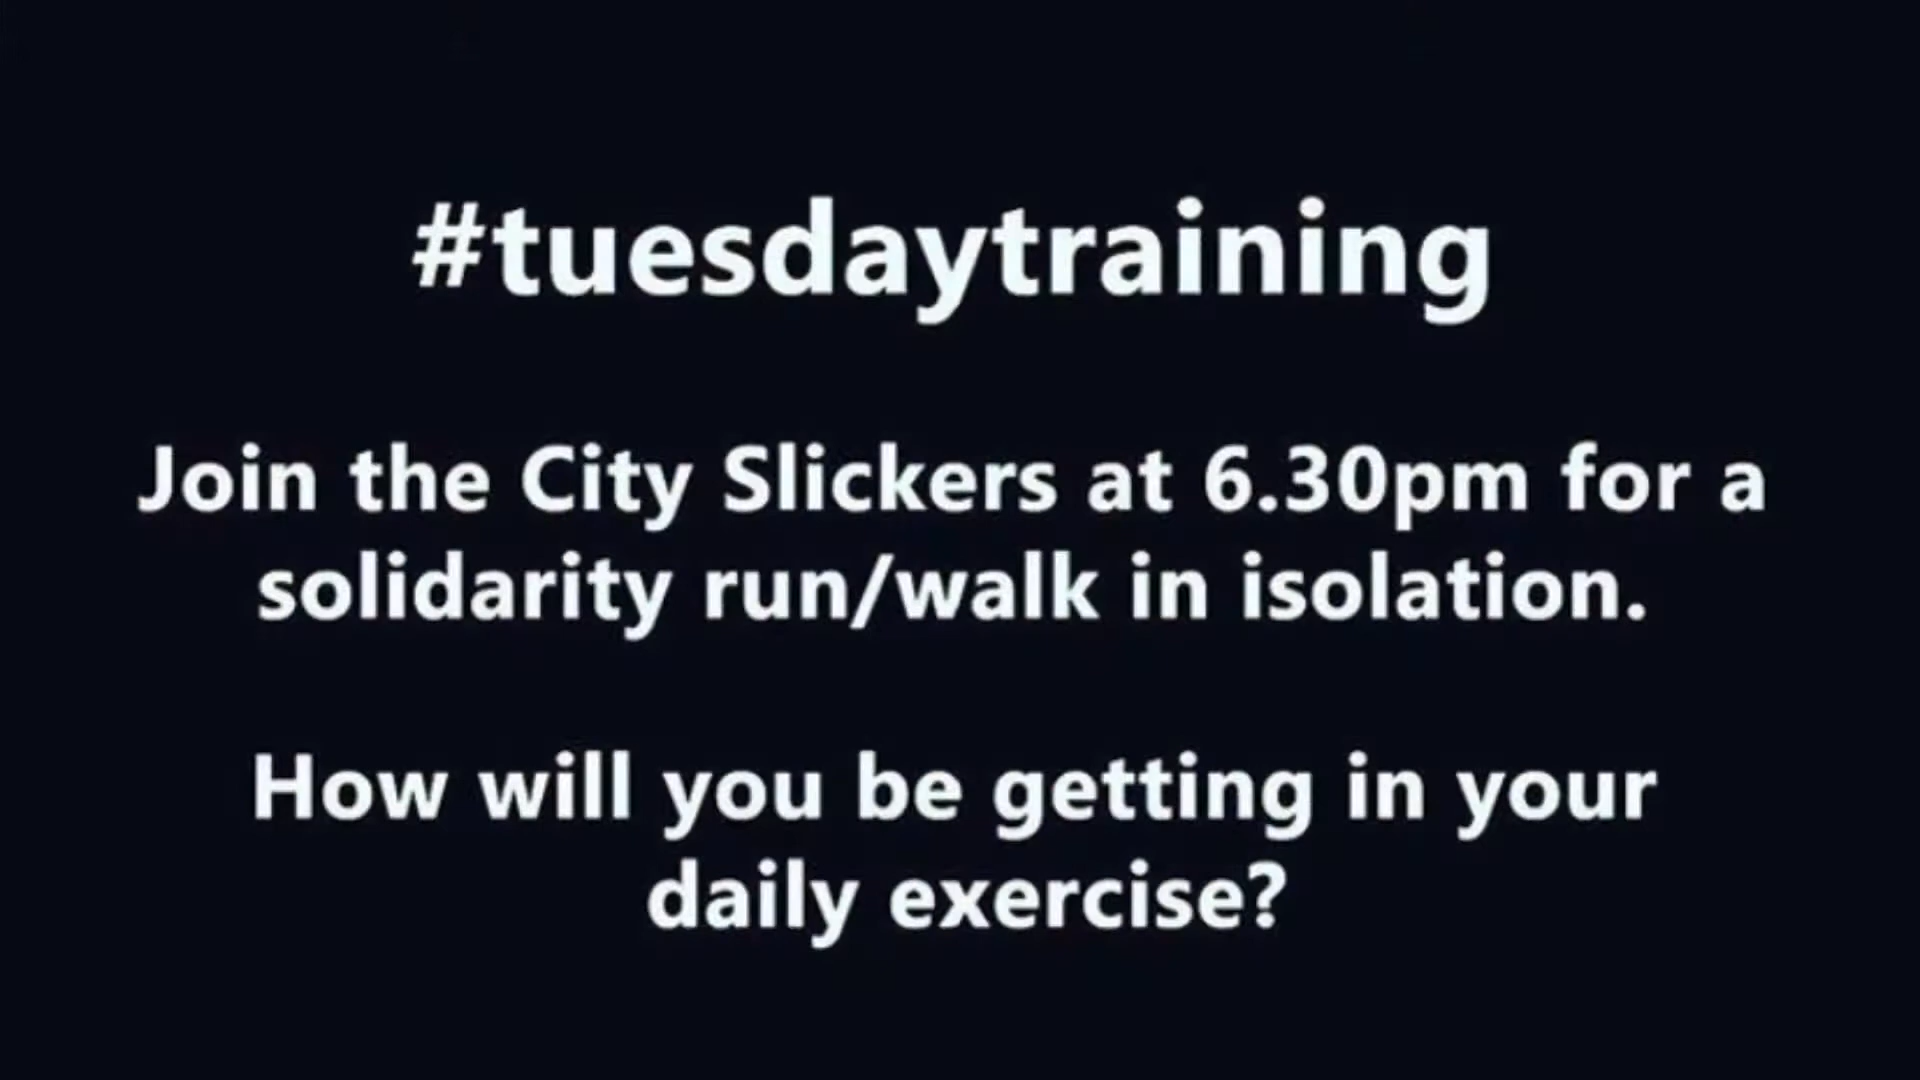 #tuesdaytraining
Join the City Slickers at 6.30pm for a
solidarity run/walk in isolation.
How will you be getting in your
daily exercise?